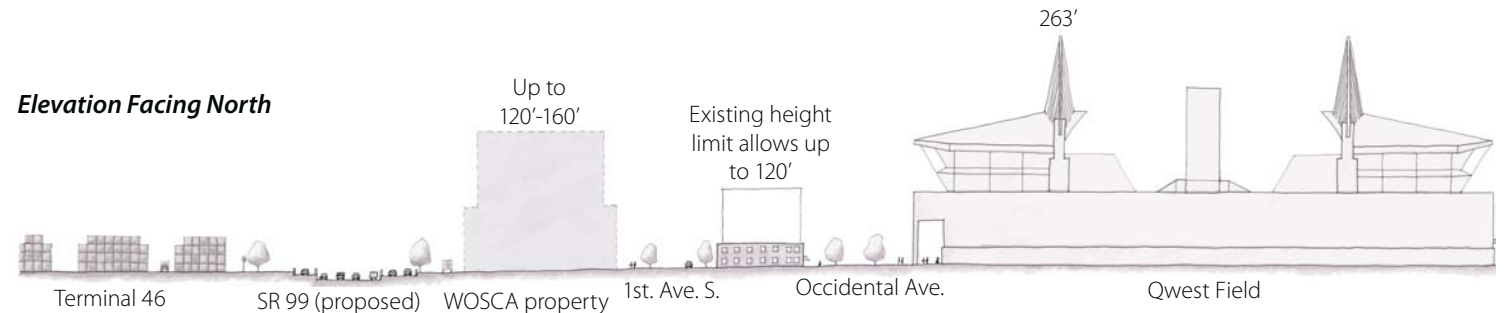 263’
Elevation Facing North
Up to
120’-160’
Existing height
limit allows up
to 120’
Terminal 46
SR 99 (proposed)
WOSCA property
1st. Ave. S.
Occidental Ave.
Qwest Field